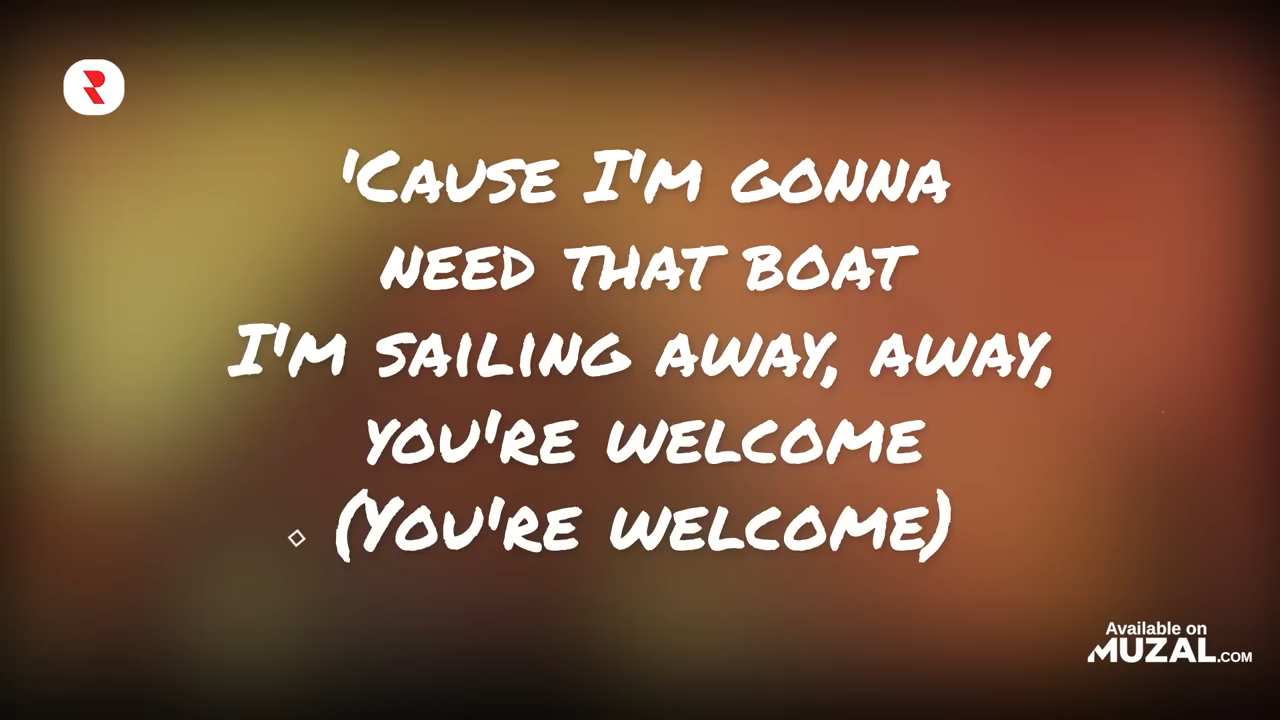 'CAUSE I'M GONNA
NEED THAT BOAT
I'M SAILING AWAY, AWAY,
YOU'RE WELCOME
(YOU'RE WELCOME)
Available on
MUZAL.COM